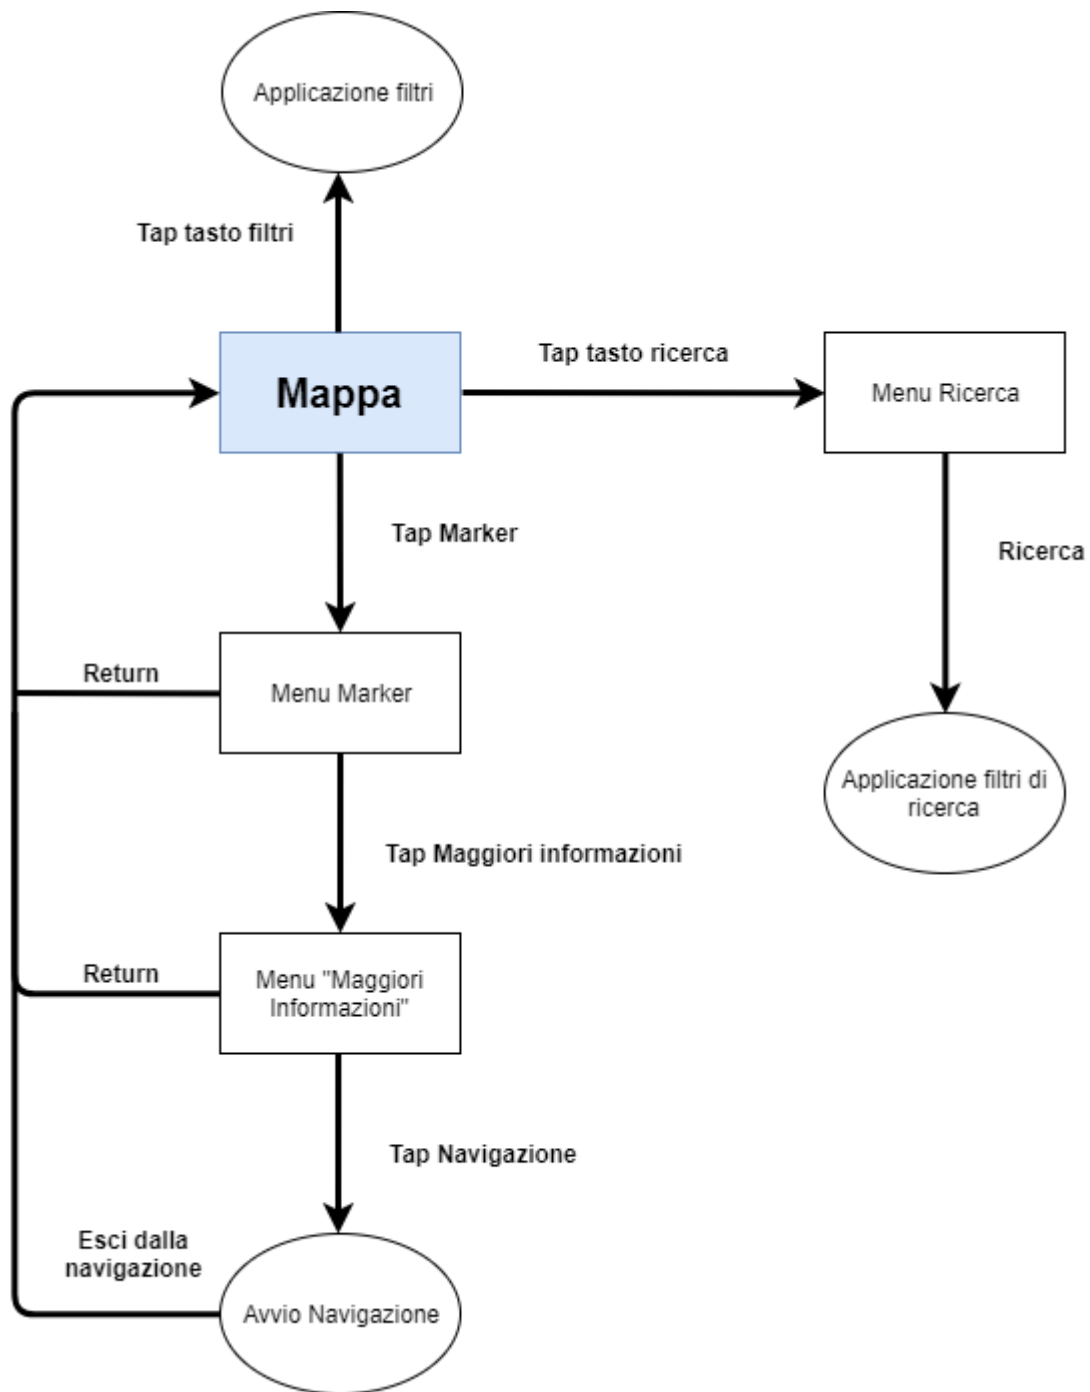 Applicazione filtri
Tap tasto filtri
Tap tasto ricerca
Mappa
Menu Ricerca
Tap Marker
Ricerca
Return
Menu Marker
Applicazione filtri di
ricerca
Tap Maggiori informazioni
Return
Menu "Maggiori
Informazioni"
Tap Navigazione
Esci dalla
navigazione
Avvio Navigazione